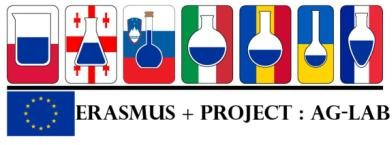 ERASMUS + PROJECT : AG-LAB